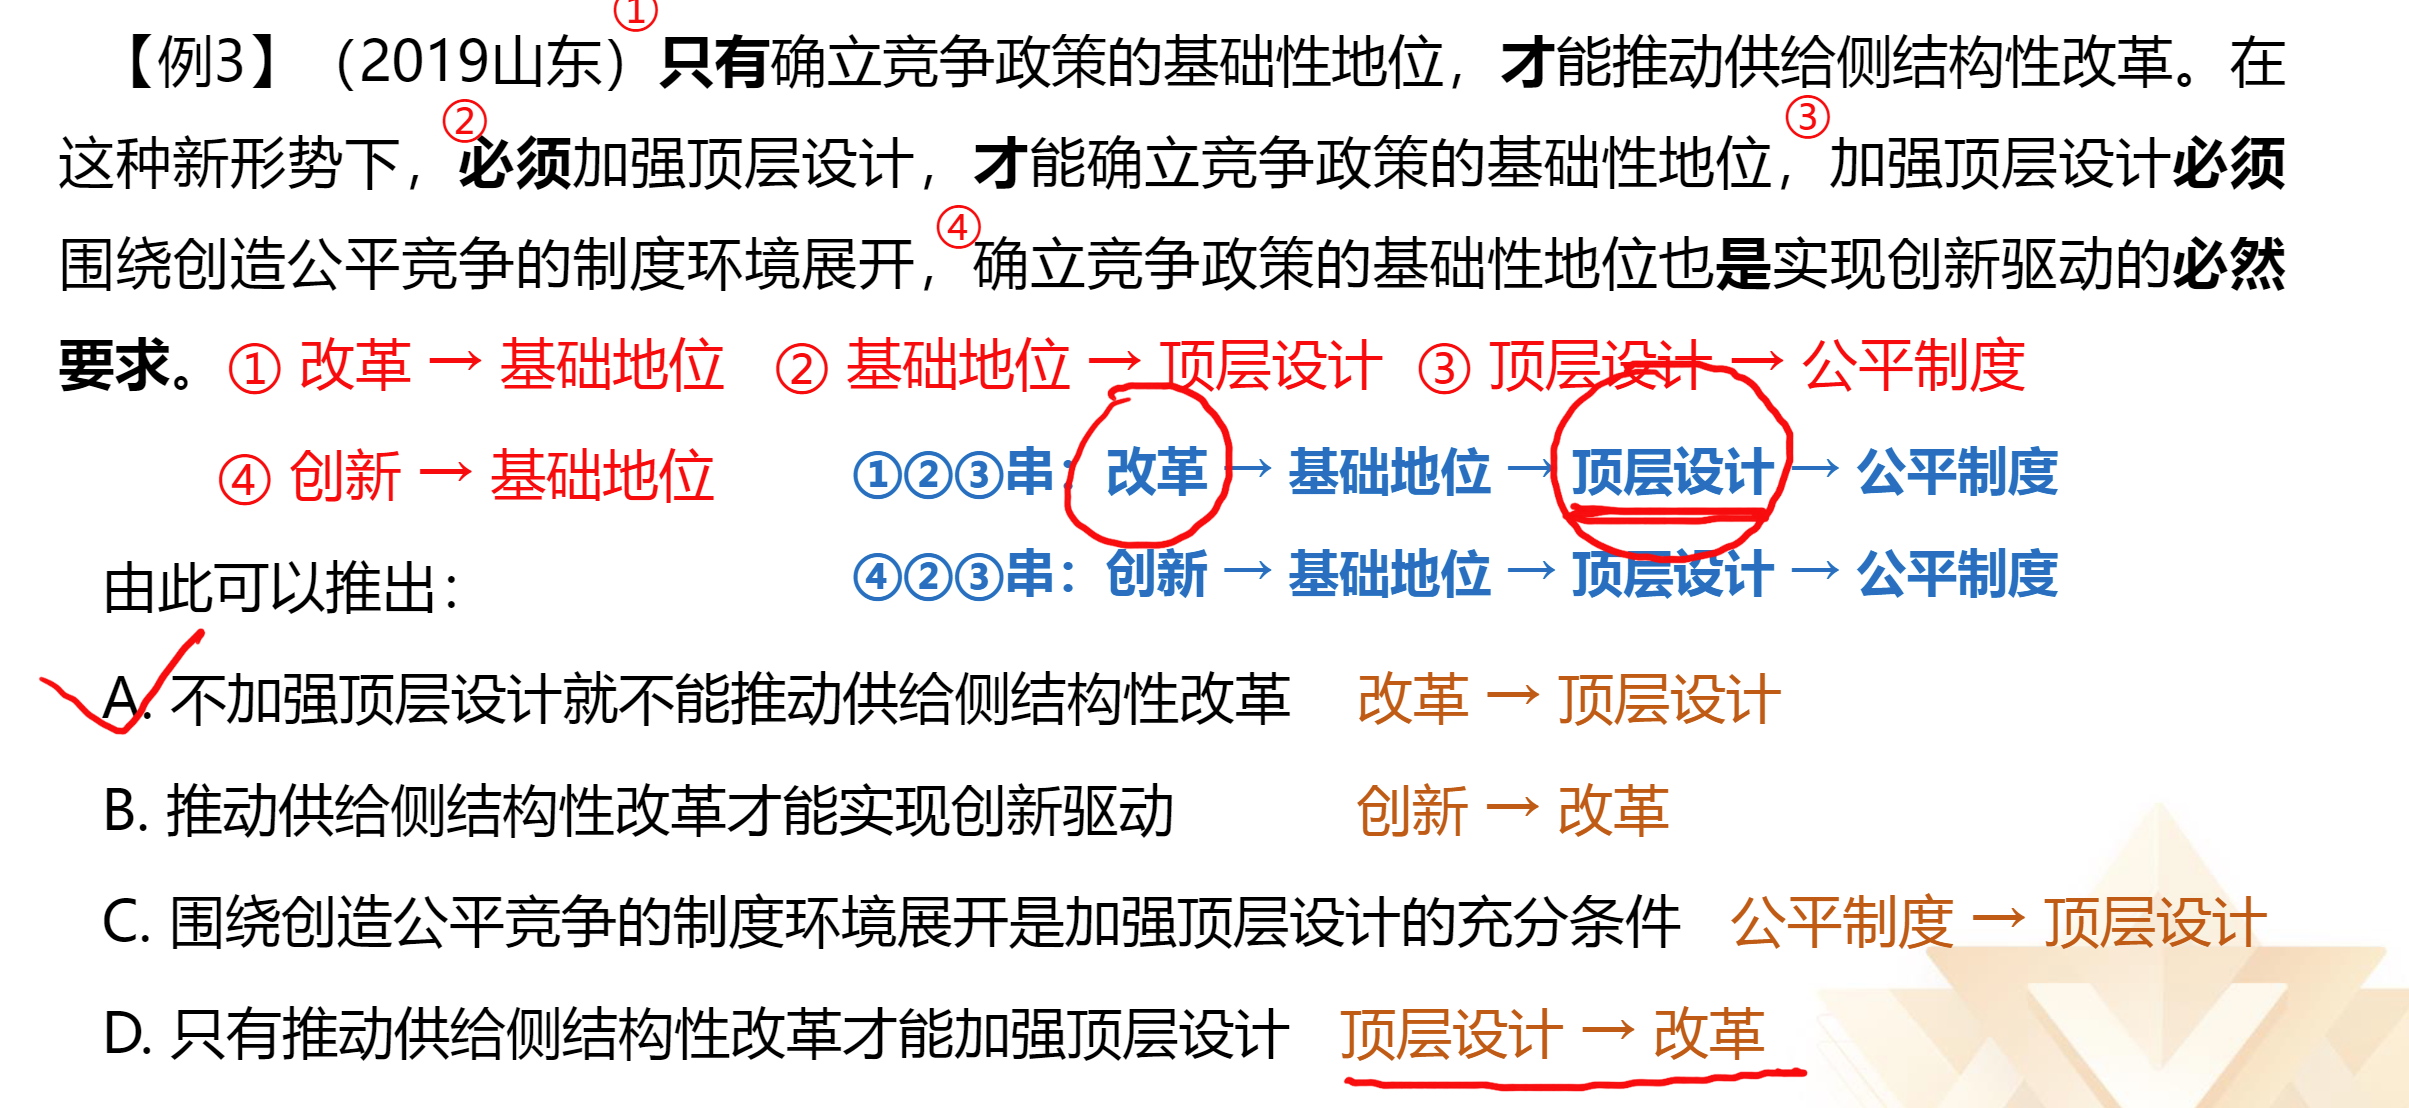 ①
【例3】（2019山东）只有确立竞争政策的基础性地位，才能推动供给侧结构性改革。在
② ③
这种新形势下，必须加强顶层设计，才能确立竞争政策的基础性地位，加强顶层设计必须
④
围绕创造公平竞争的制度环境展开，确立竞争政策的基础性地位也是实现创新驱动的必然
要求。① 改革 → 基础地位 ② 基础地位 → 顶层设计 ③ 顶层设计 → 公平制度
④ 创新 → 基础地位 ①②③串：改革 → 基础地位 → 顶层设计 → 公平制度
④②③串：创新 → 基础地位 → 顶层设计 → 公平制度
由此可以推出：
A. 不加强顶层设计就不能推动供给侧结构性改革 改革 → 顶层设计
B. 推动供给侧结构性改革才能实现创新驱动 创新 → 改革
C. 围绕创造公平竞争的制度环境展开是加强顶层设计的充分条件 公平制度 → 顶层设计
D. 只有推动供给侧结构性改革才能加强顶层设计 顶层设计 → 改革